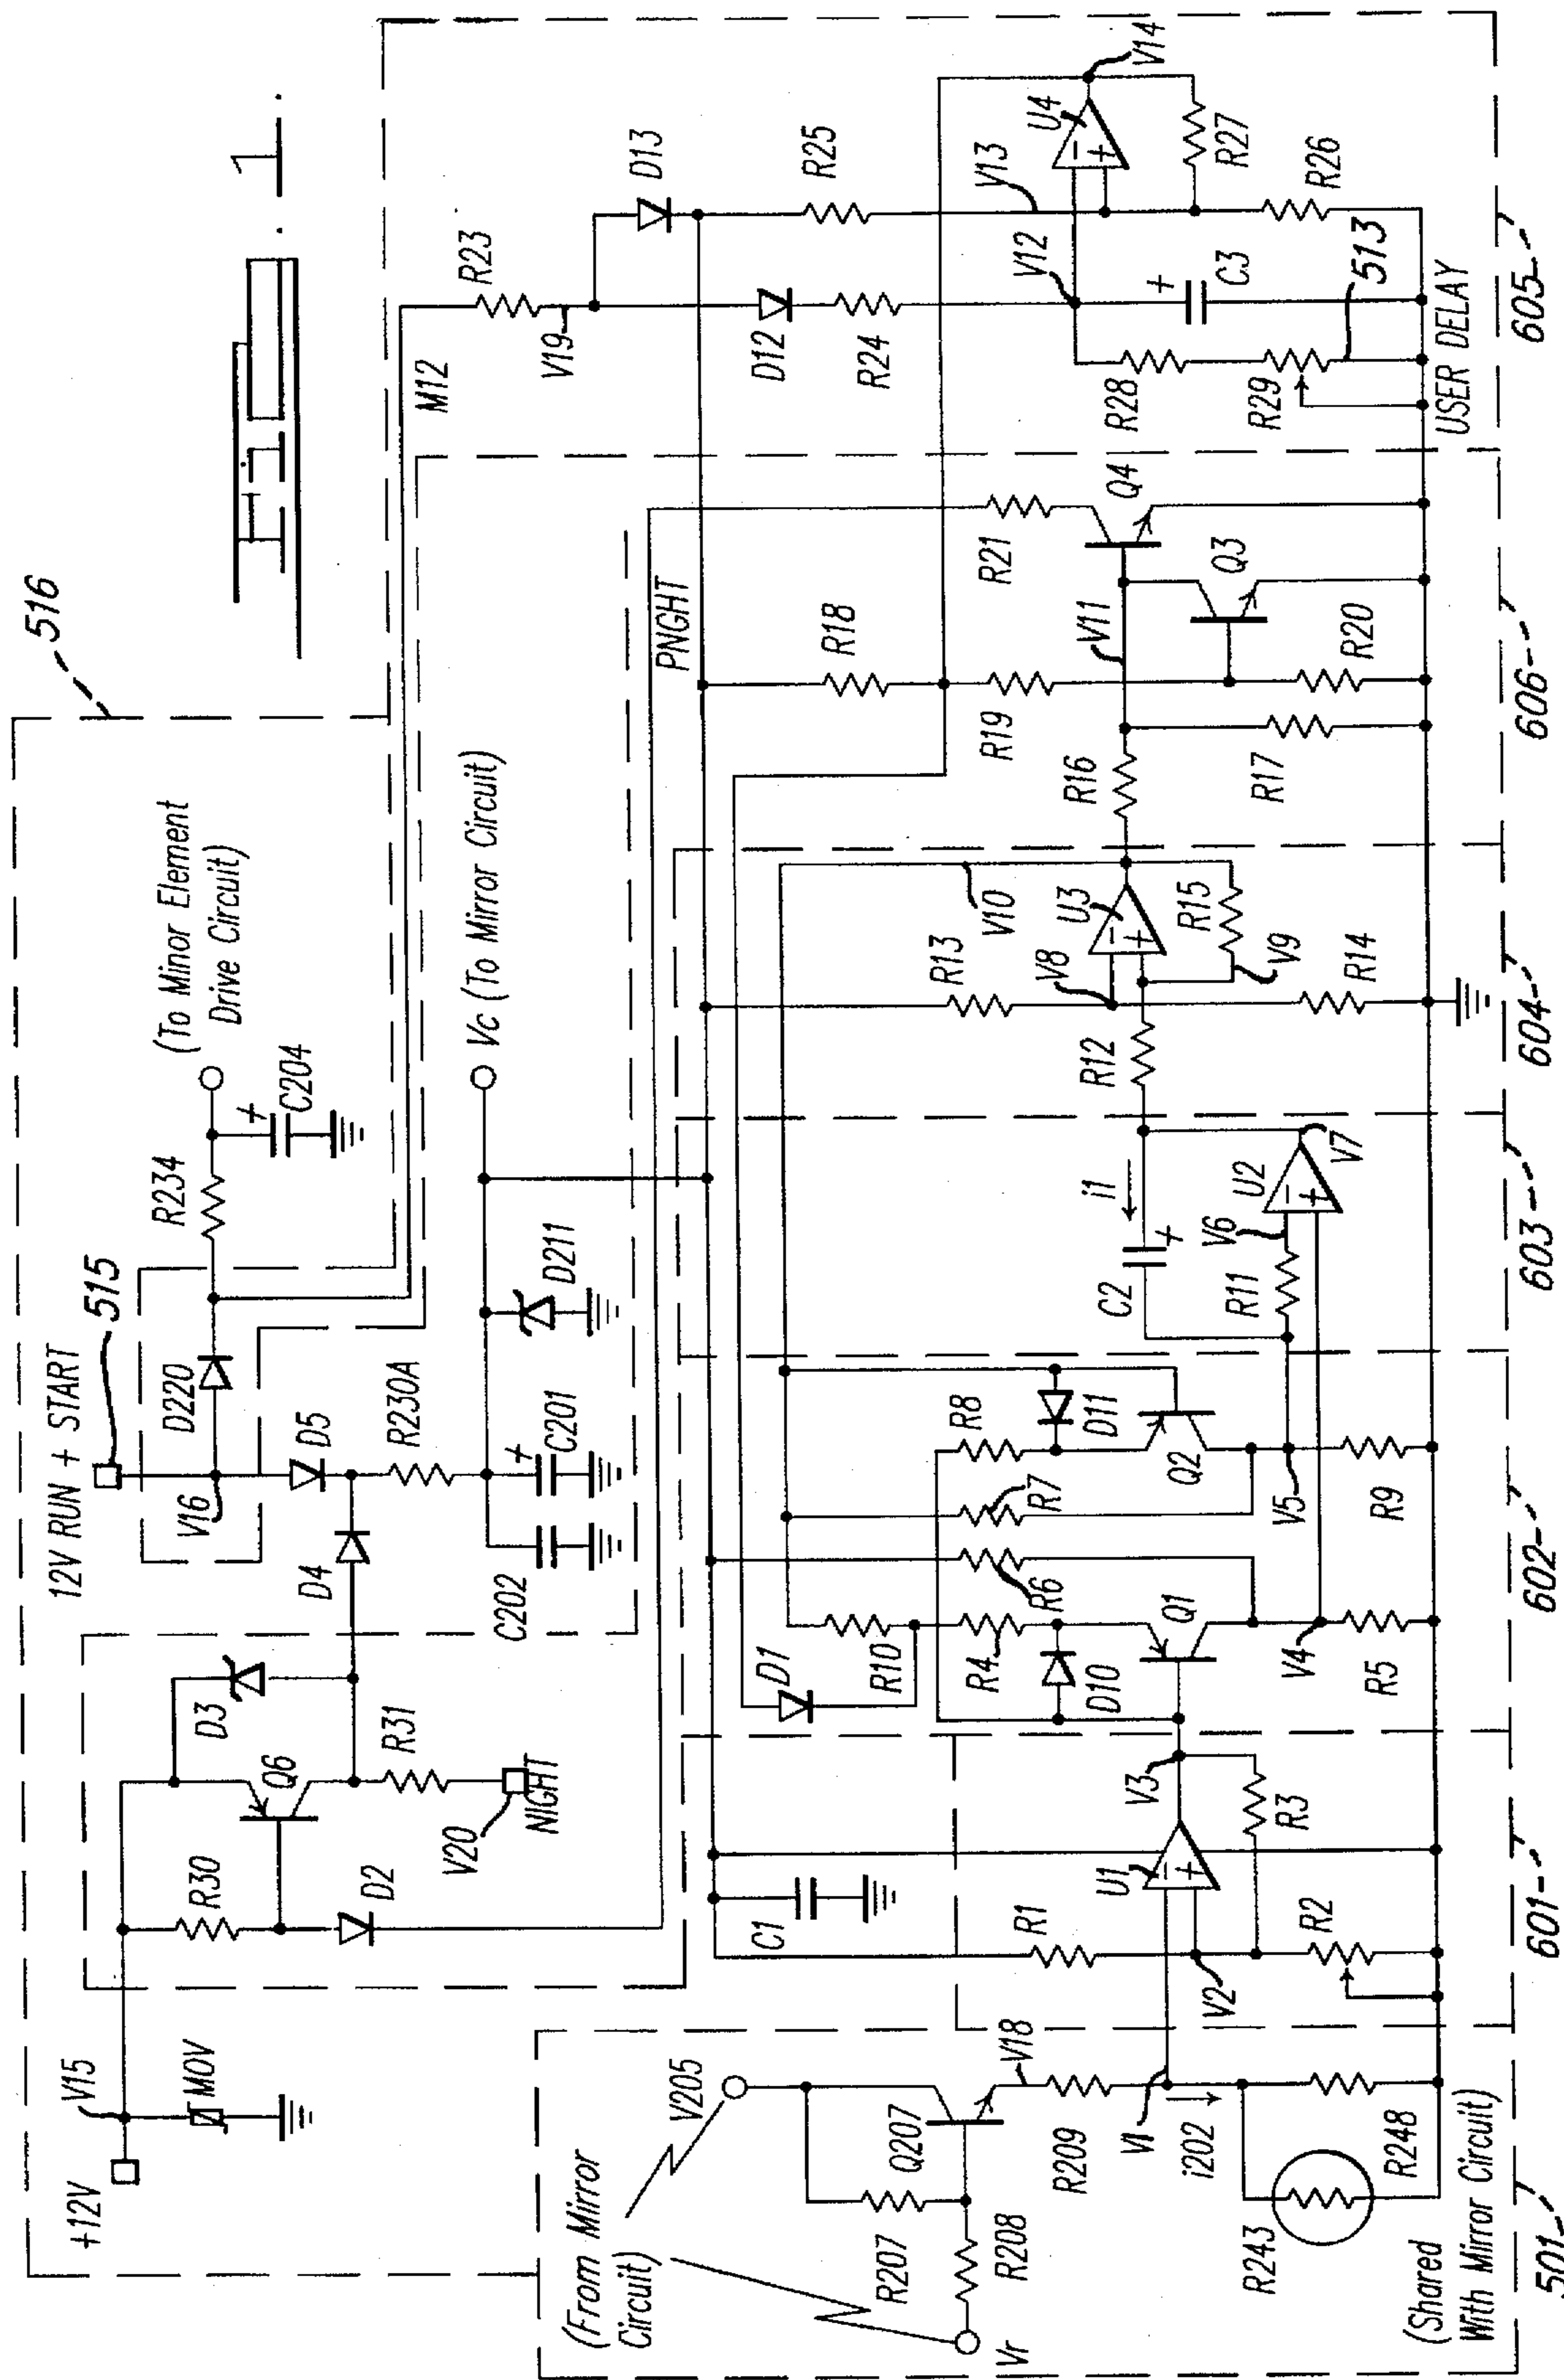 516
+12V
V15
MOV
R30
D2
Q6
D3
R31
V20
NIGHT
D4
12V RUN + START
515
V16
D220
D5
R230A
C202
C201
D211
R234
C204
(To Minor Element
Drive Circuit)
Vc (To Mirror Circuit)
M12
R23
V19
D13
D12
R24
R25
V12
V13
U4
-
+
V14
R27
R26
+
C3
R28
R29
513
USER DELAY
605
PNGHT
R18
R19
R21
Q4
V11
Q3
R20
R16
R17
606
R13
V8
V10
U3
-
+
R15
V9
R14
R12
604
i1
C2
+
V6
R11
U2
-
+
V7
603
D1
R10
R4
R6
R7
R8
D10
D11
Q1
Q2
V4
V5
R5
R9
602
C1
R1
U1
-
+
V3
R3
V2
R2
601
(From Mirror
Circuit)
V205
R207
Q207
V18
R208
Vr
R209
V1
i202
R243
R248
(Shared
With Mirror Circuit)
501